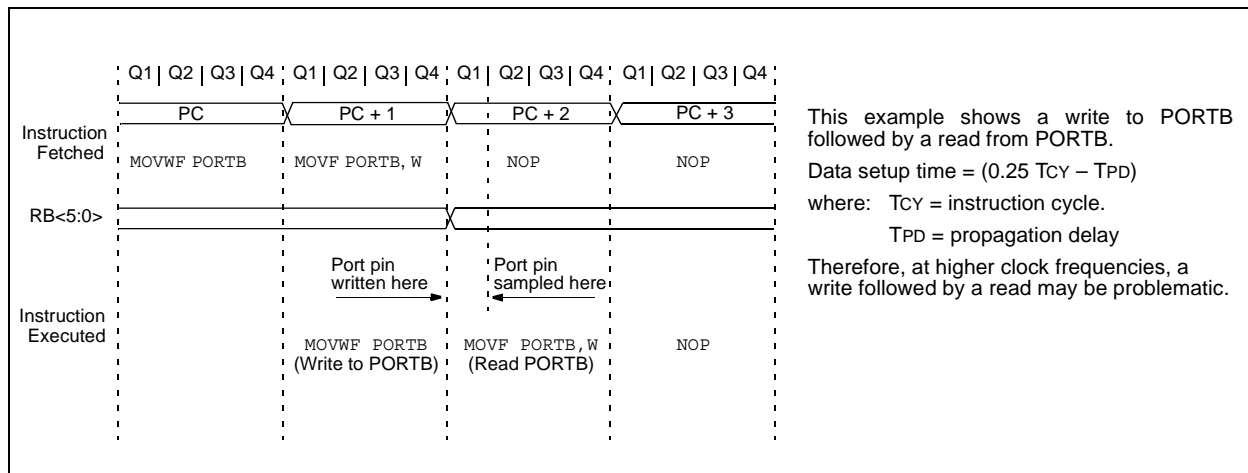 Q1 | Q2 | Q3 | Q4 Q1 | Q2 | Q3 | Q4 Q1 | Q2 | Q3 | Q4 Q1 | Q2 | Q3 | Q4
PC PC + 1 PC + 2 PC + 3
Instruction
Fetched
MOVWF PORTB MOVF PORTB, W NOP NOP
RB<5:0>
Port pin
written here
Port pin
sampled here
Instruction
Executed
MOVWF PORTB
(Write to PORTB)
MOVF PORTB,W
(Read PORTB)
NOP
This example shows a write to PORTB
followed by a read from PORTB.
Data setup time = (0.25 TCY – TPD)
where: TCY = instruction cycle.
TPD = propagation delay
Therefore, at higher clock frequencies, a
write followed by a read may be problematic.